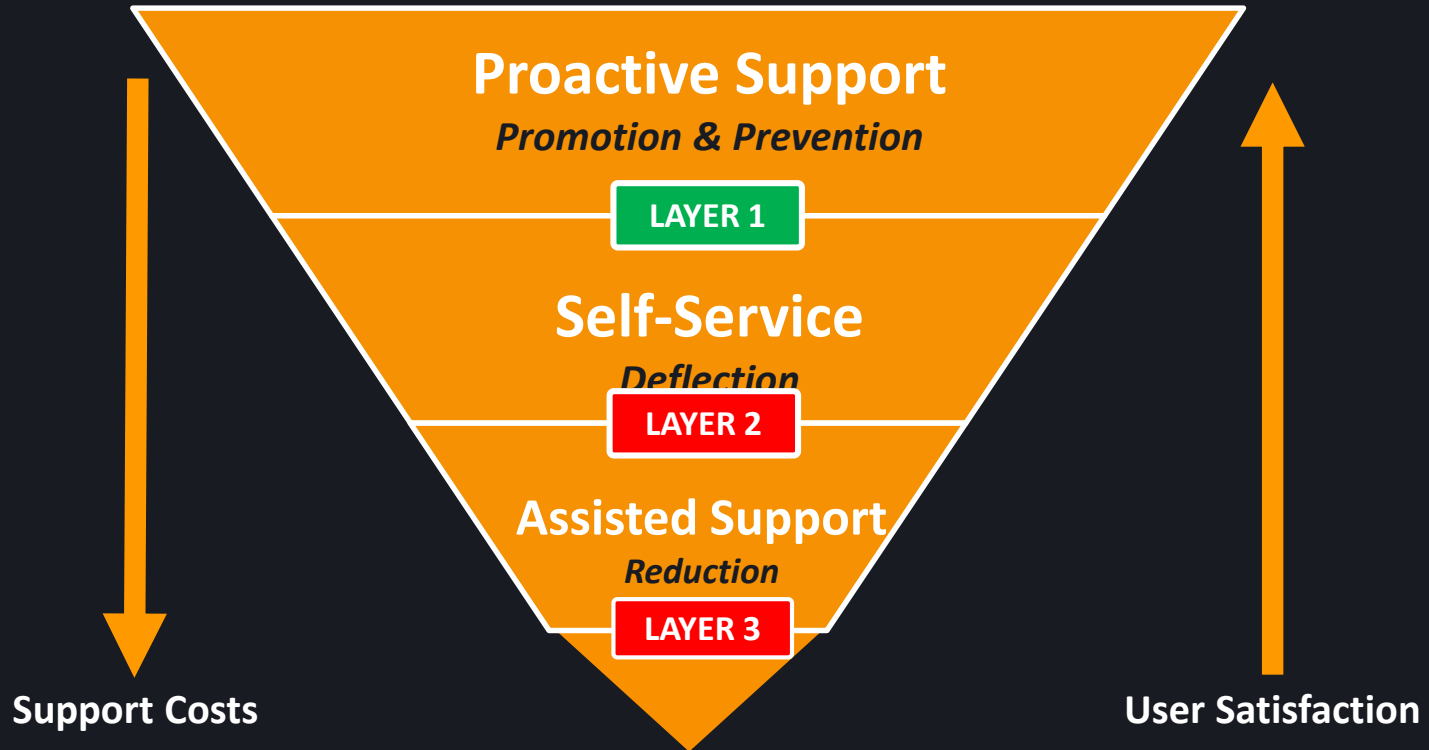 Proactive Support
Promotion & Prevention
LAYER 1
Self-Service
Deflection
LAYER 2
Assisted Support
Reduction
LAYER 3
Support Costs
User Satisfaction